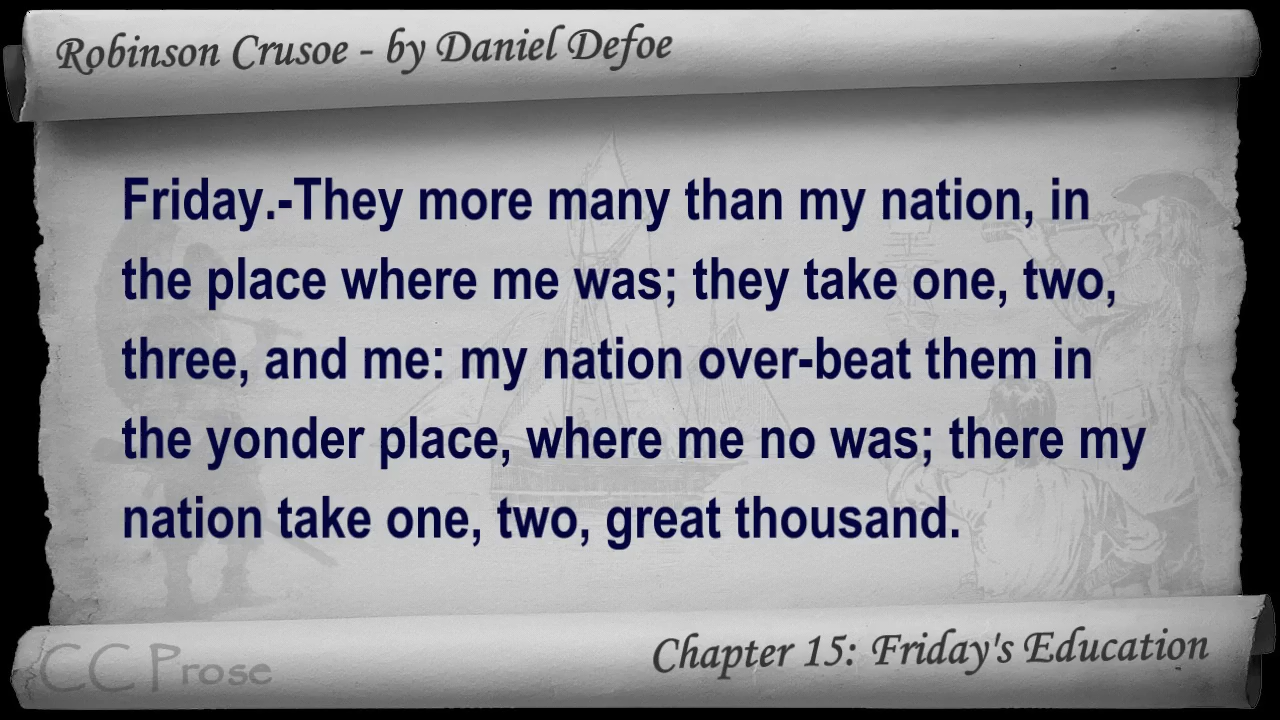 Robinson Crusoe - by Daniel Defoe
Friday.-They more many than my nation, in
the place where me was; they take one, two,
three, and me: my nation over-beat them in
the yonder place, where me no was; there my
nation take one, two, great thousand.
Chapter 15: Friday's Education
CC Prose